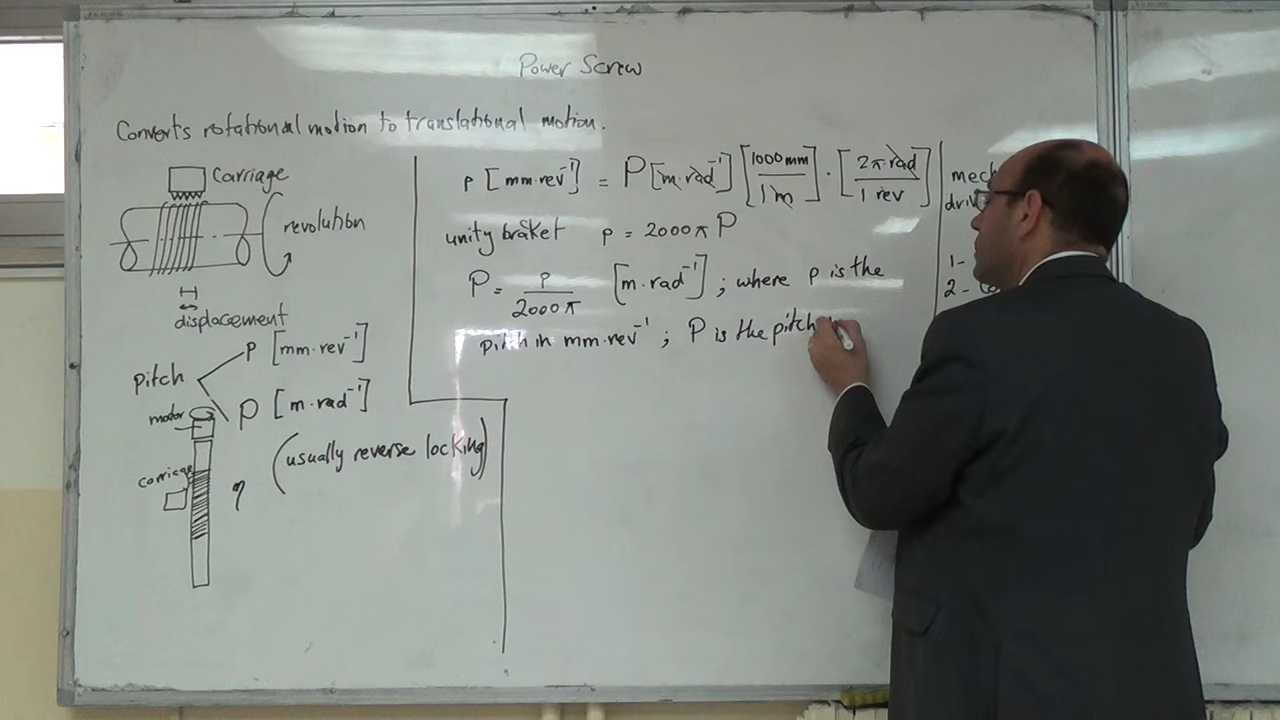 Power Screw
Converts rotational motion to translational motion.
Carriage
revolution
displacement
pitch
p [mm·rev⁻¹]
P [m·rad⁻¹]
motor
carriage
η
(usually reverse locking)
p [mm·rev⁻¹] = P [m·rad⁻¹] [1000 mm / 1 m] · [2π·rad / 1 rev]
unity braket p = 2000π P
P = p / 2000π [m·rad⁻¹] ; where p is the
pitch in mm·rev⁻¹ ; P is the pitch
mech
1-
2-